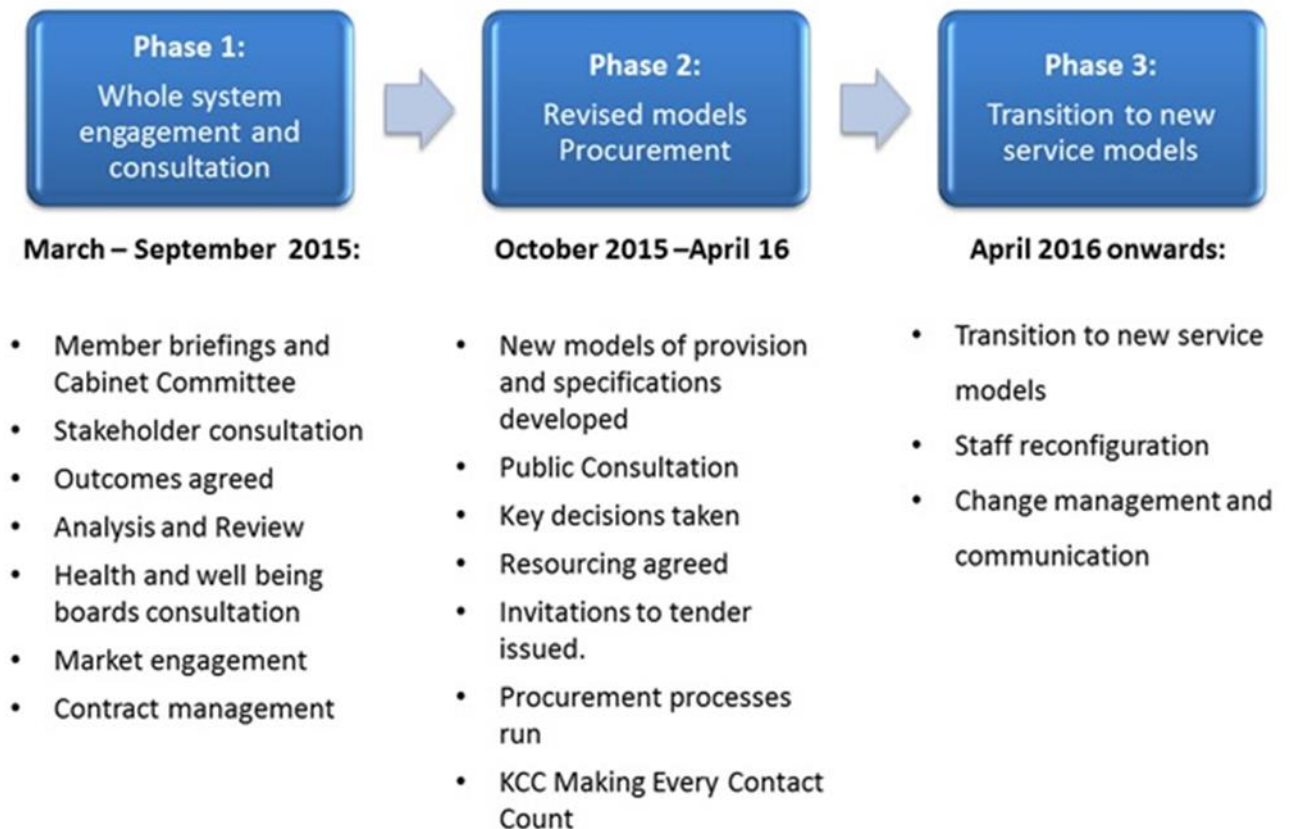 Phase 1:
Whole system
engagement and
consultation
March – September 2015:
• Member briefings and
Cabinet Committee
• Stakeholder consultation
• Outcomes agreed
• Analysis and Review
• Health and well being
boards consultation
• Market engagement
• Contract management
Phase 2:
Revised models
Procurement
October 2015 –April 16
• New models of provision
and specifications
developed
• Public Consultation
• Key decisions taken
• Resourcing agreed
• Invitations to tender
issued.
• Procurement processes
run
• KCC Making Every Contact
Count
Phase 3:
Transition to new
service models
April 2016 onwards:
• Transition to new service
models
• Staff reconfiguration
• Change management and
communication